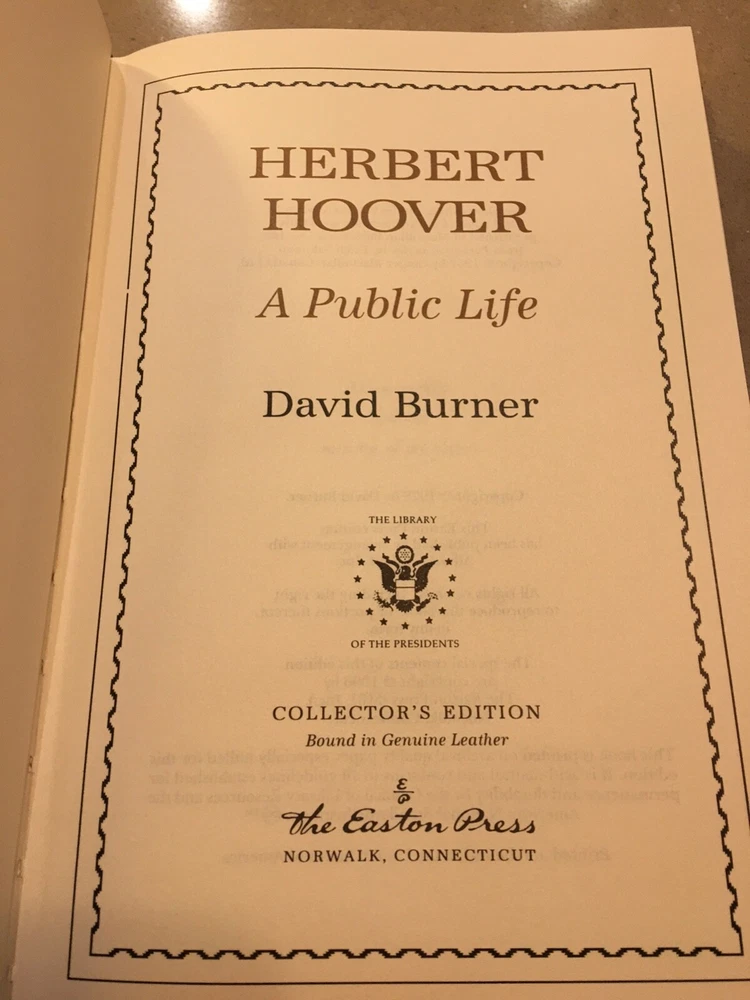 HERBERT
HOOVER
A Public Life
David Burner
THE LIBRARY
OF THE PRESIDENTS
COLLECTOR'S EDITION
Bound in Genuine Leather
E
P
The Easton Press
NORWALK, CONNECTICUT